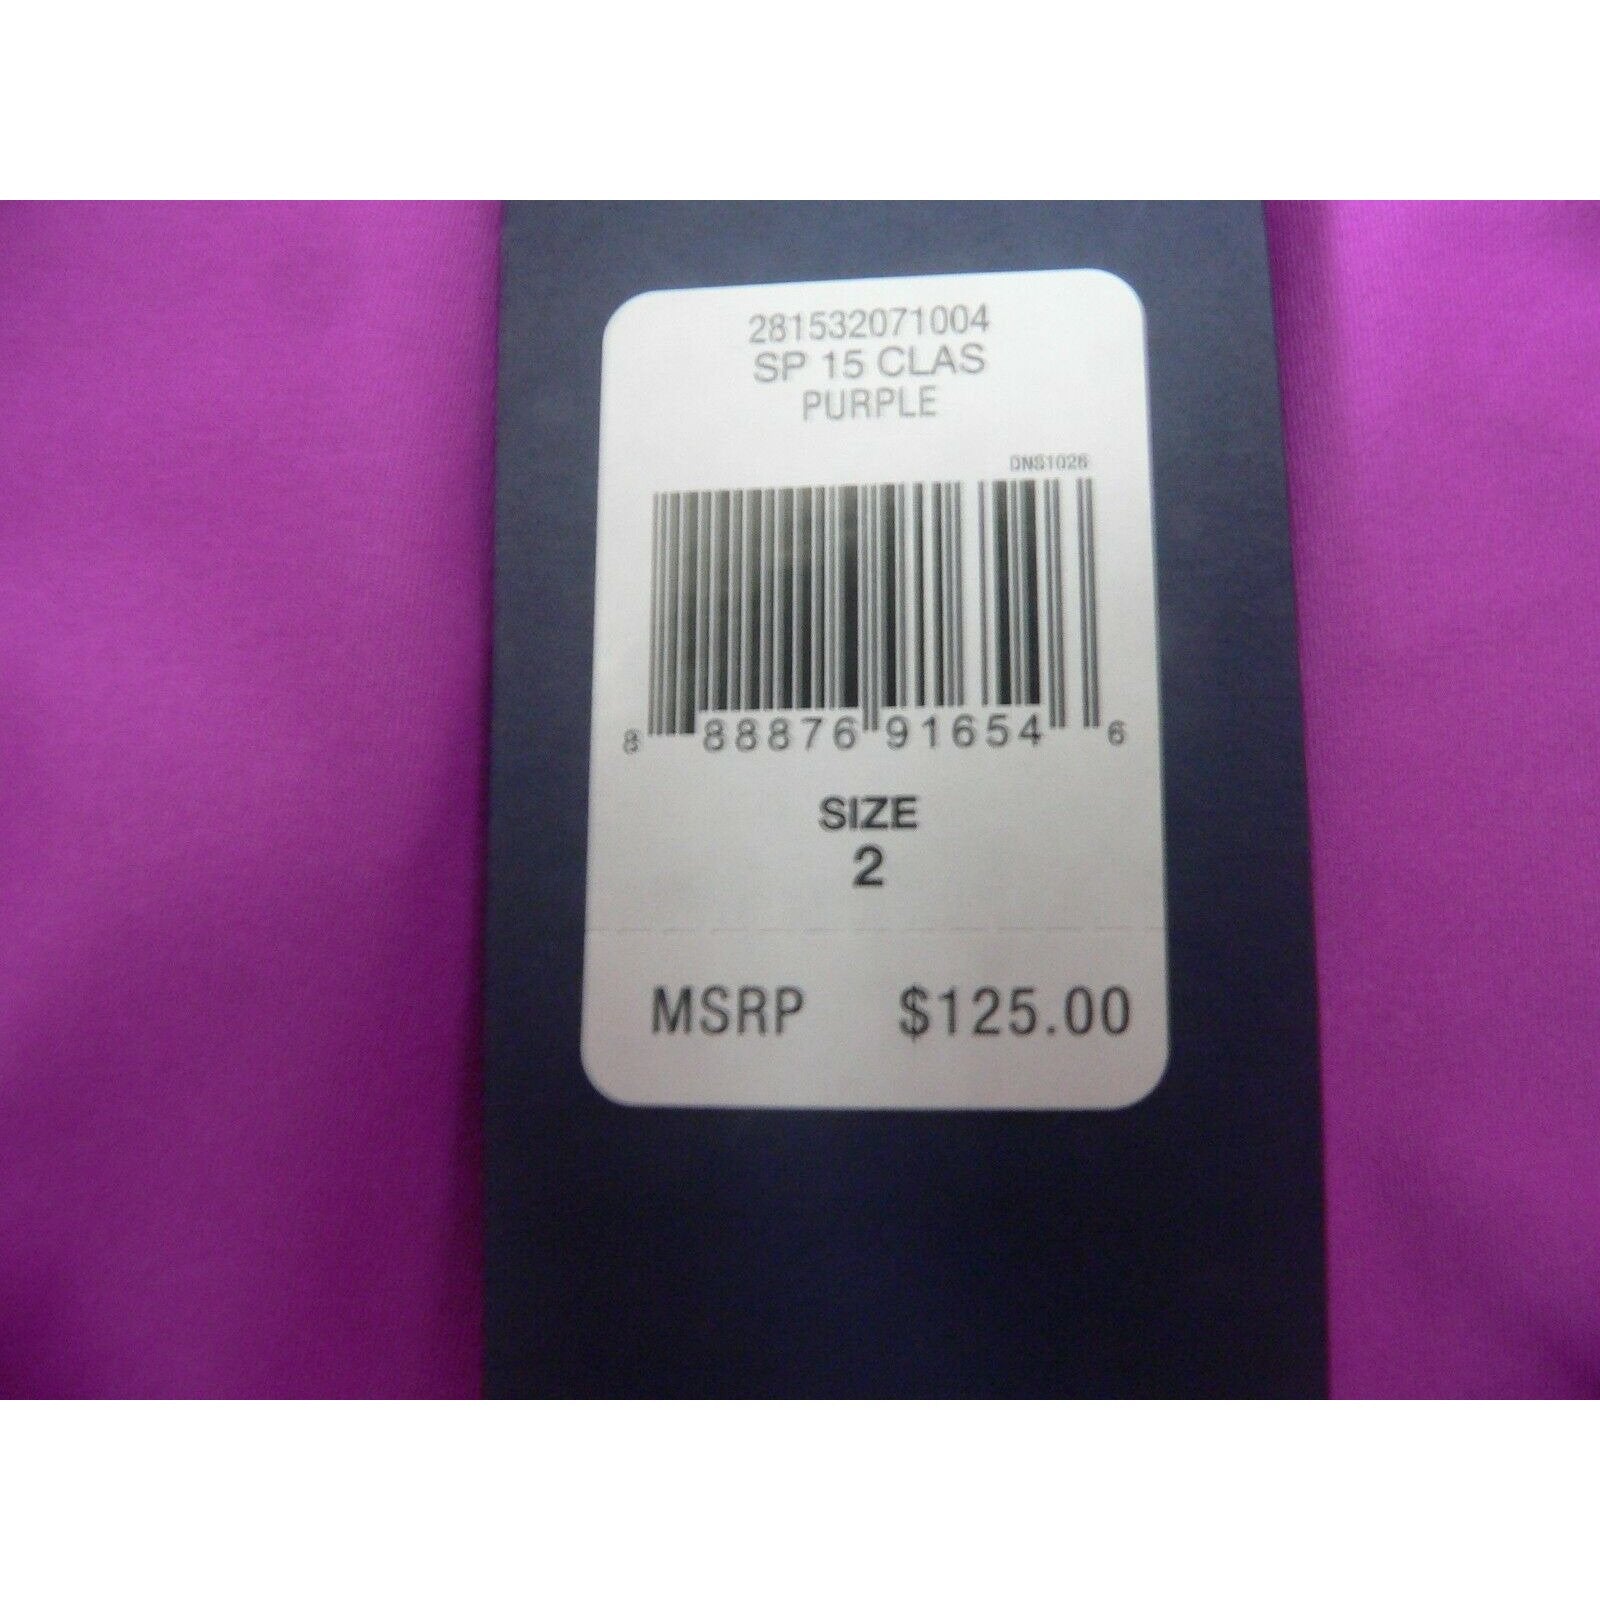 281532071004
SP 15 CLAS
PURPLE
DNS1026
8 88876 91654 6
SIZE
2
MSRP $125.00